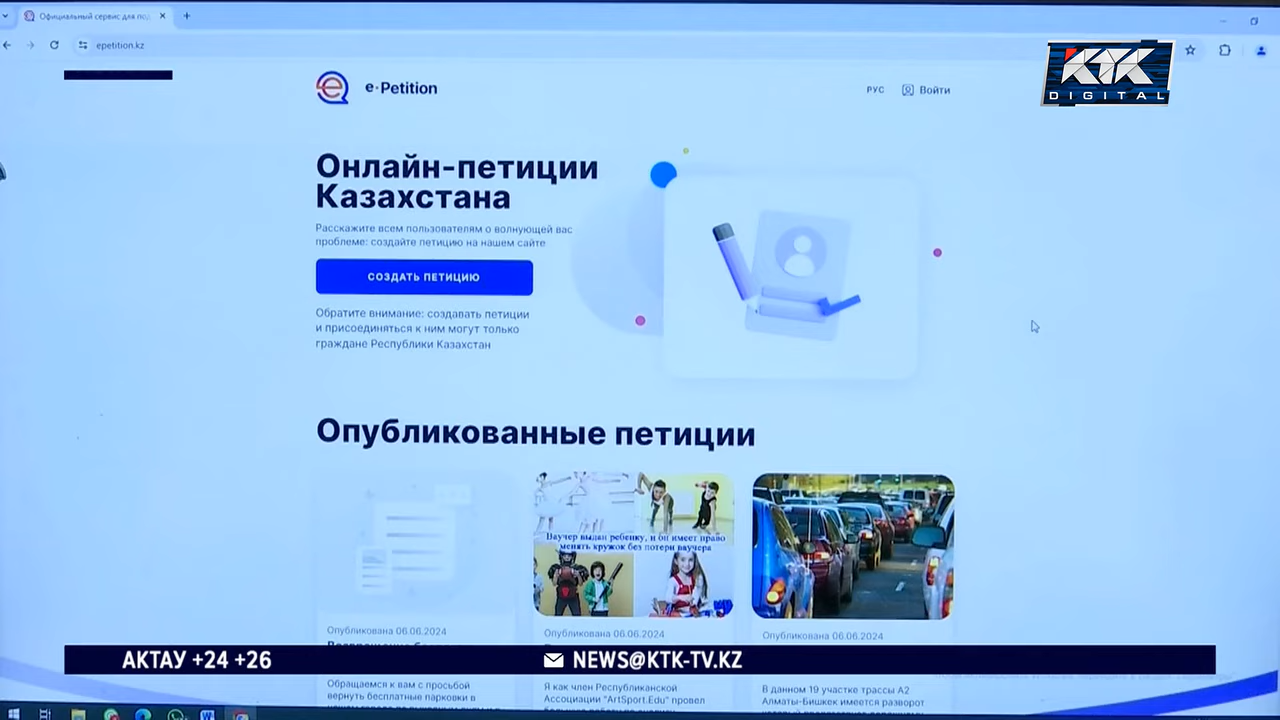 Официальный сервис для под
epetition.kz
KTK
DIGITAL
e-Petition
РУС
Войти
Онлайн-петиции
Казахстана
Расскажите всем пользователям о волнующей вас
проблеме: создайте петицию на нашем сайте
СОЗДАТЬ ПЕТИЦИЮ
Обратите внимание: создавать петиции
и присоединяться к ним могут только
граждане Республики Казахстан
Опубликованные петиции
Ваучер выдан ребенку, и он имеет право
менять кружок без потери ваучера
Опубликована 06.06.2024
Опубликована 06.06.2024
Опубликована 06.06.2024
АКТАУ +24 +26
NEWS@KTK-TV.KZ
Обращаемся к вам с просьбой
вернуть бесплатные парковки в
Я как член Республиканской
Ассоциации "ArtSport.Edu" провел
В данном 19 участке трассы А2
Алматы-Бишкек имеется разворот